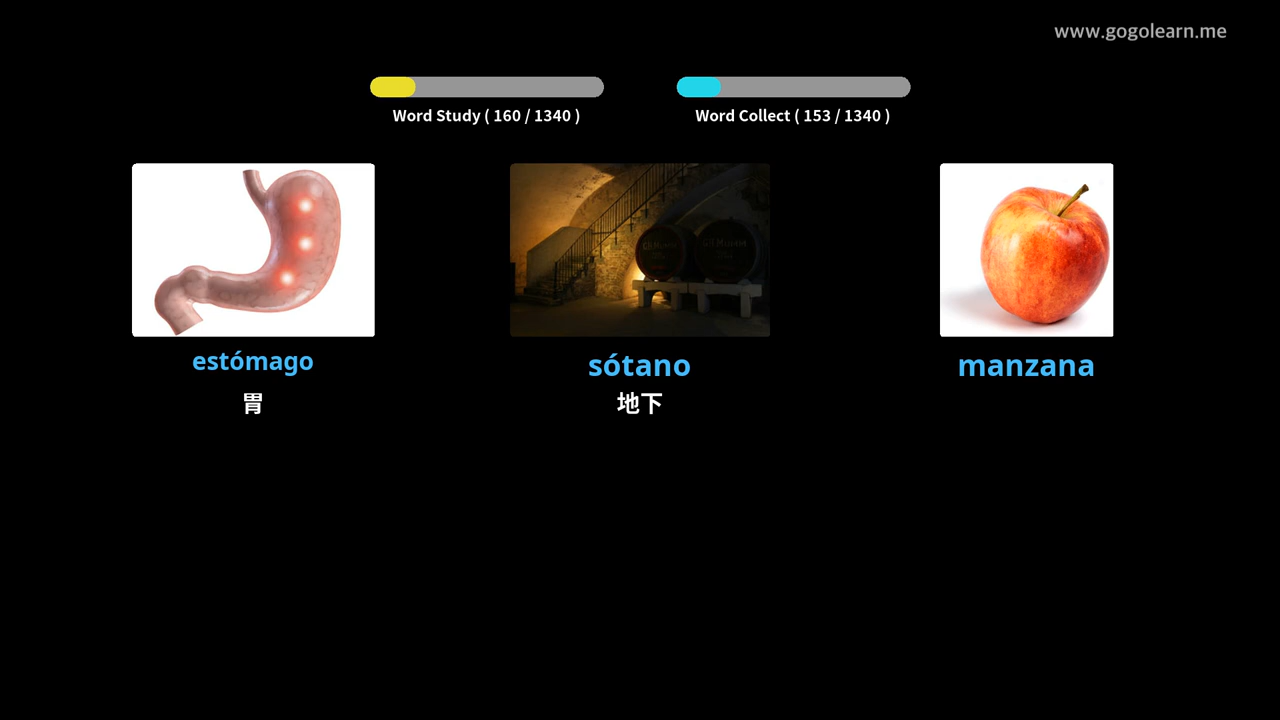 www.gogolearn.me
Word Study ( 160 / 1340 )
Word Collect ( 153 / 1340 )
estómago
胃
sótano
地下
manzana